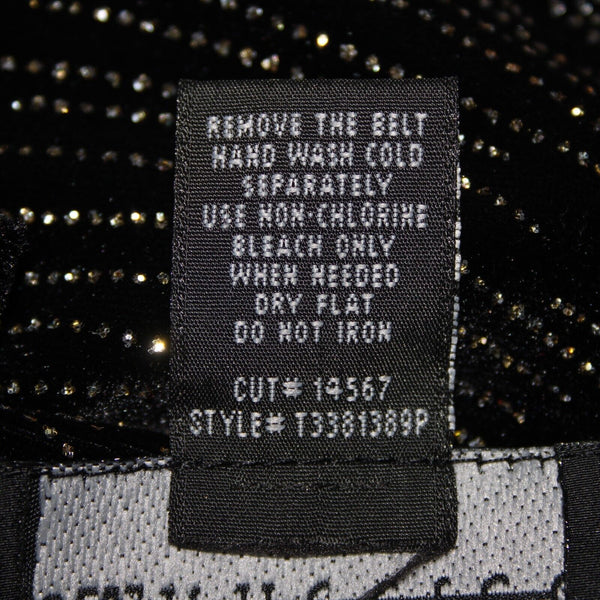 REMOVE THE BELT
HAND WASH COLD
SEPARATELY
USE NON-CHLORINE
BLEACH ONLY
WHEN NEEDED
DRY FLAT
DO NOT IRON
CUT# 14567
STYLE# T3381389P